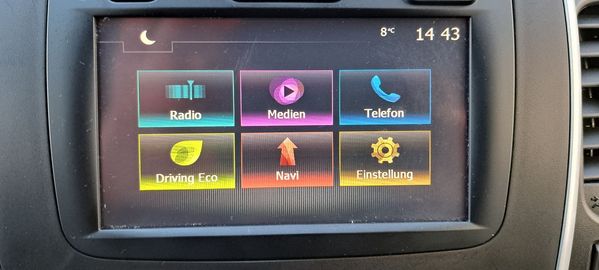 8°C 14 43
Radio Medien Telefon
Driving Eco Navi Einstellung